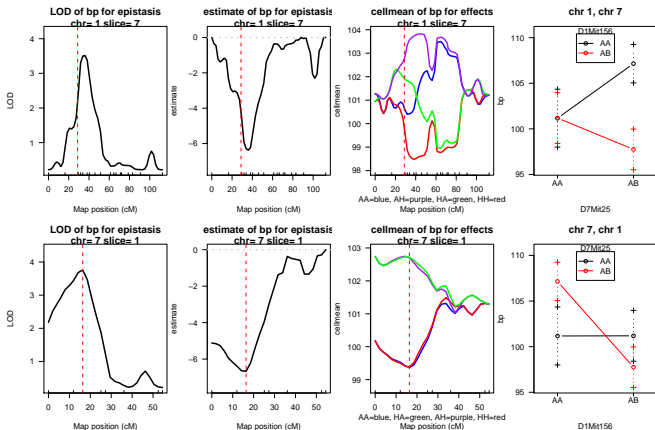 LOD of bp for epistasis
chr= 1 slice= 7
LOD
4
3
2
1
0
20
40
60
80
100
Map position (cM)
estimate of bp for epistasis
chr= 1 slice= 7
estimate
0
−2
−4
−6
0
20
40
60
80
100
Map position (cM)
cellmean of bp for effects
chr= 1 slice= 7
cellmean
104
103
102
101
100
99
0
20
40
60
80
100
AA=blue, AH=purple, HA=green, HH=red
Map position (cM)
chr 1, chr 7
D1Mit156
AA
AB
bp
110
105
100
95
AA
AB
D7Mit25
LOD of bp for epistasis
chr= 7 slice= 1
LOD
4
3
2
1
0
10
20
30
40
50
Map position (cM)
estimate of bp for epistasis
chr= 7 slice= 1
estimate
0
−2
−4
−6
0
10
20
30
40
50
Map position (cM)
cellmean of bp for effects
chr= 7 slice= 1
cellmean
103
102
101
100
99
0
10
20
30
40
50
AA=blue, HA=green, AH=purple, HH=red
Map position (cM)
chr 7, chr 1
D7Mit25
AA
AB
bp
110
105
100
95
AA
AB
D1Mit156